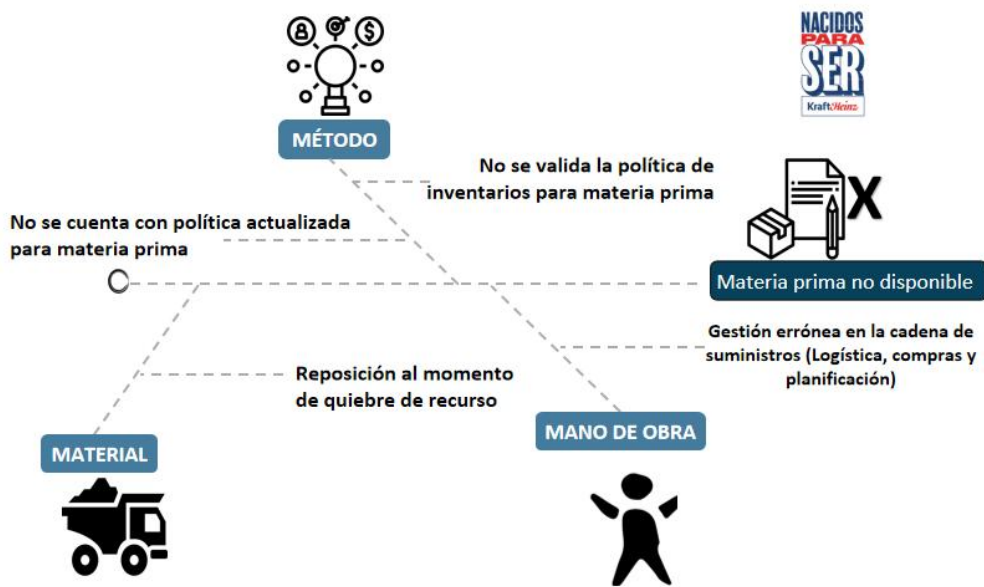 NACIDOS
PARA
SER
KraftHeinz
MÉTODO
No se valida la política de
inventarios para materia prima
X
No se cuenta con política actualizada
para materia prima
Materia prima no disponible
Gestión errónea en la cadena de
suministros (Logística, compras y
planificación)
Reposición al momento
de quiebre de recurso
MATERIAL
MANO DE OBRA